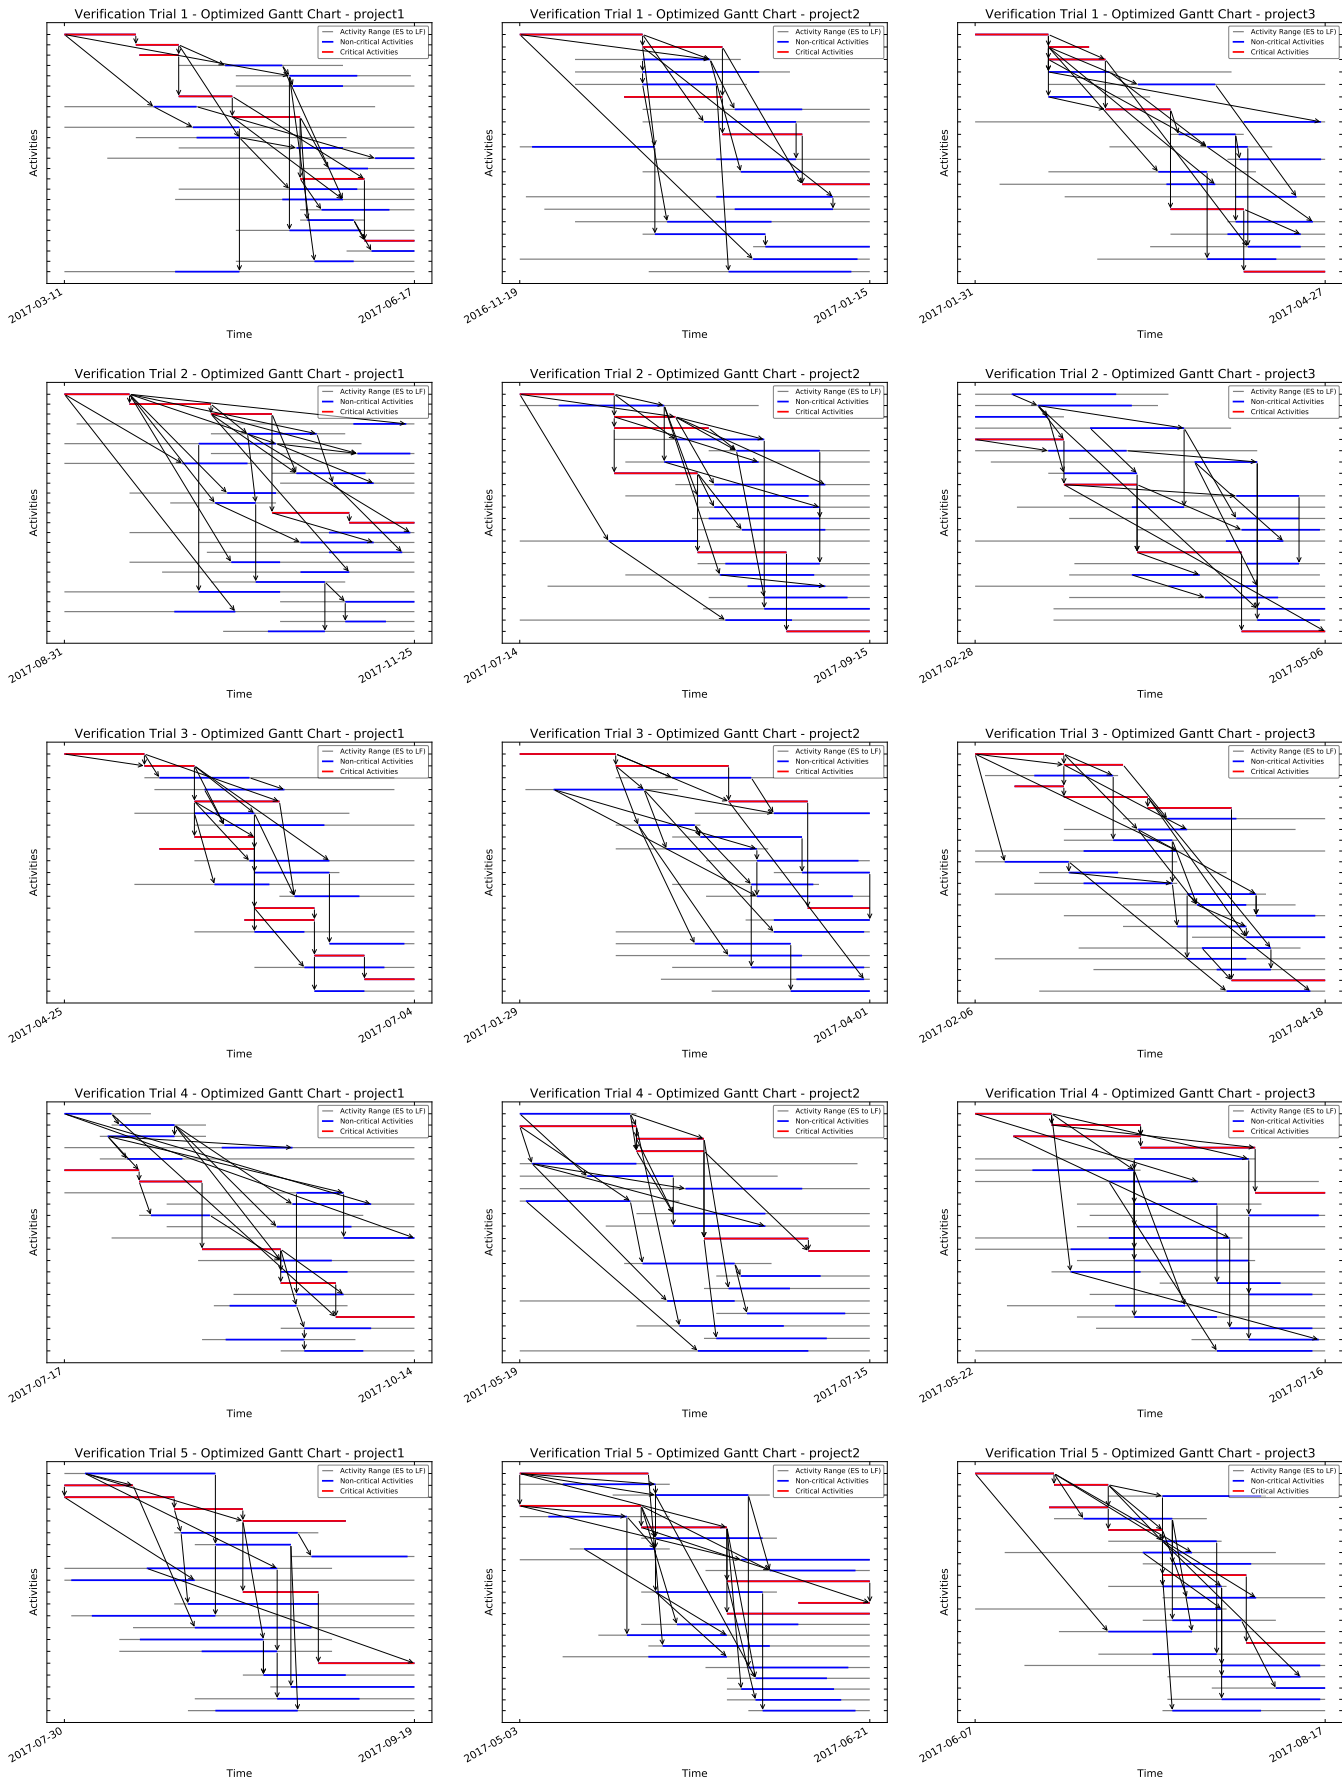 Verification Trial 1 - Optimized Gantt Chart - project1
Activity Range (ES to LF)
Non-critical Activities
Critical Activities
Activities
2017-03-11
2017-06-17
Time
Verification Trial 1 - Optimized Gantt Chart - project2
Activity Range (ES to LF)
Non-critical Activities
Critical Activities
Activities
2016-11-19
2017-01-15
Time
Verification Trial 1 - Optimized Gantt Chart - project3
Activity Range (ES to LF)
Non-critical Activities
Critical Activities
Activities
2017-01-31
2017-04-27
Time
Verification Trial 2 - Optimized Gantt Chart - project1
Activity Range (ES to LF)
Non-critical Activities
Critical Activities
Activities
2017-08-31
2017-11-25
Time
Verification Trial 2 - Optimized Gantt Chart - project2
Activity Range (ES to LF)
Non-critical Activities
Critical Activities
Activities
2017-07-14
2017-09-15
Time
Verification Trial 2 - Optimized Gantt Chart - project3
Activity Range (ES to LF)
Non-critical Activities
Critical Activities
Activities
2017-02-28
2017-05-06
Time
Verification Trial 3 - Optimized Gantt Chart - project1
Activity Range (ES to LF)
Non-critical Activities
Critical Activities
Activities
2017-04-25
2017-07-04
Time
Verification Trial 3 - Optimized Gantt Chart - project2
Activity Range (ES to LF)
Non-critical Activities
Critical Activities
Activities
2017-01-29
2017-04-01
Time
Verification Trial 3 - Optimized Gantt Chart - project3
Activity Range (ES to LF)
Non-critical Activities
Critical Activities
Activities
2017-02-06
2017-04-18
Time
Verification Trial 4 - Optimized Gantt Chart - project1
Activity Range (ES to LF)
Non-critical Activities
Critical Activities
Activities
2017-07-17
2017-10-14
Time
Verification Trial 4 - Optimized Gantt Chart - project2
Activity Range (ES to LF)
Non-critical Activities
Critical Activities
Activities
2017-05-19
2017-07-15
Time
Verification Trial 4 - Optimized Gantt Chart - project3
Activity Range (ES to LF)
Non-critical Activities
Critical Activities
Activities
2017-05-22
2017-07-16
Time
Verification Trial 5 - Optimized Gantt Chart - project1
Activity Range (ES to LF)
Non-critical Activities
Critical Activities
Activities
2017-07-30
2017-09-19
Time
Verification Trial 5 - Optimized Gantt Chart - project2
Activity Range (ES to LF)
Non-critical Activities
Critical Activities
Activities
2017-05-03
2017-06-21
Time
Verification Trial 5 - Optimized Gantt Chart - project3
Activity Range (ES to LF)
Non-critical Activities
Critical Activities
Activities
2017-06-07
2017-08-17
Time